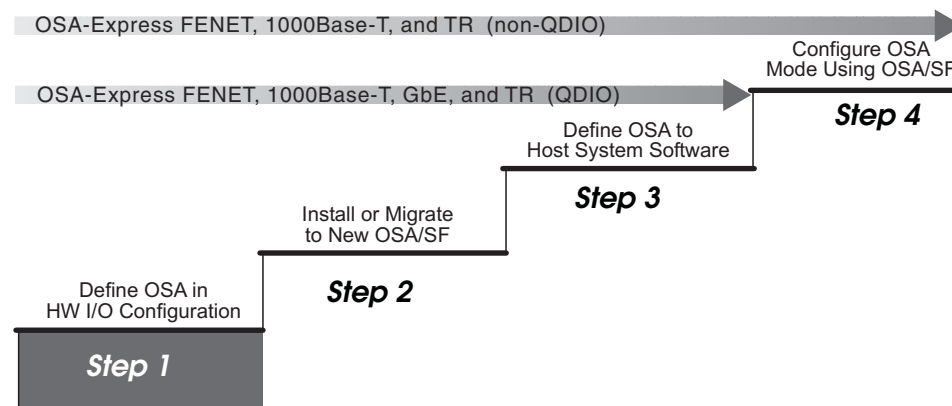 OSA-Express FENET, 1000Base-T, and TR (non-QDIO)
Configure OSA
Mode Using OSA/SF
OSA-Express FENET, 1000Base-T, GbE, and TR (QDIO)
Step 4
Define OSA to
Host System Software
Step 3
Install or Migrate
to New OSA/SF
Step 2
Define OSA in
HW I/O Configuration
Step 1